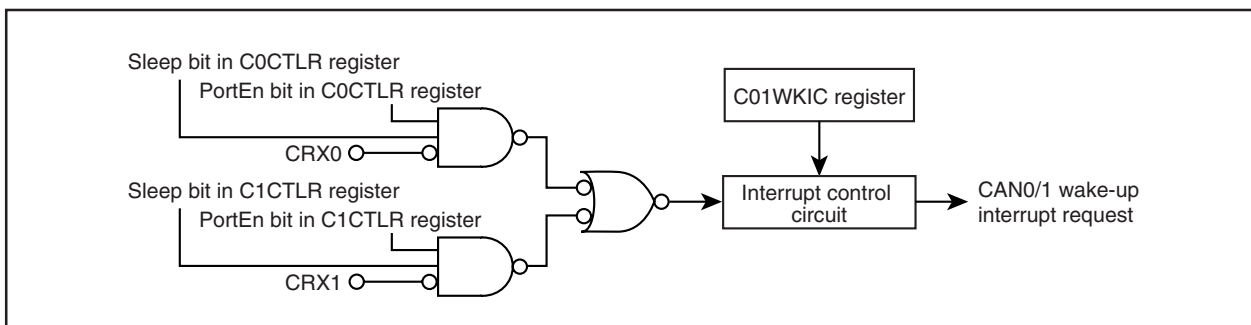 Sleep bit in C0CTLR register
PortEn bit in C0CTLR register
CRX0
Sleep bit in C1CTLR register
PortEn bit in C1CTLR register
CRX1
C01WKIC register
Interrupt control
circuit
CAN0/1 wake-up
interrupt request